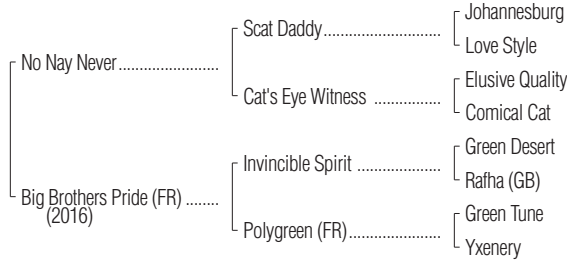 Johannesburg
Scat Daddy
Love Style
No Nay Never
Elusive Quality
Cat's Eye Witness
Comical Cat
Green Desert
Invincible Spirit
Rafha (GB)
Big Brothers Pride (FR)
(2016)
Green Tune
Polygreen (FR)
Yxenery